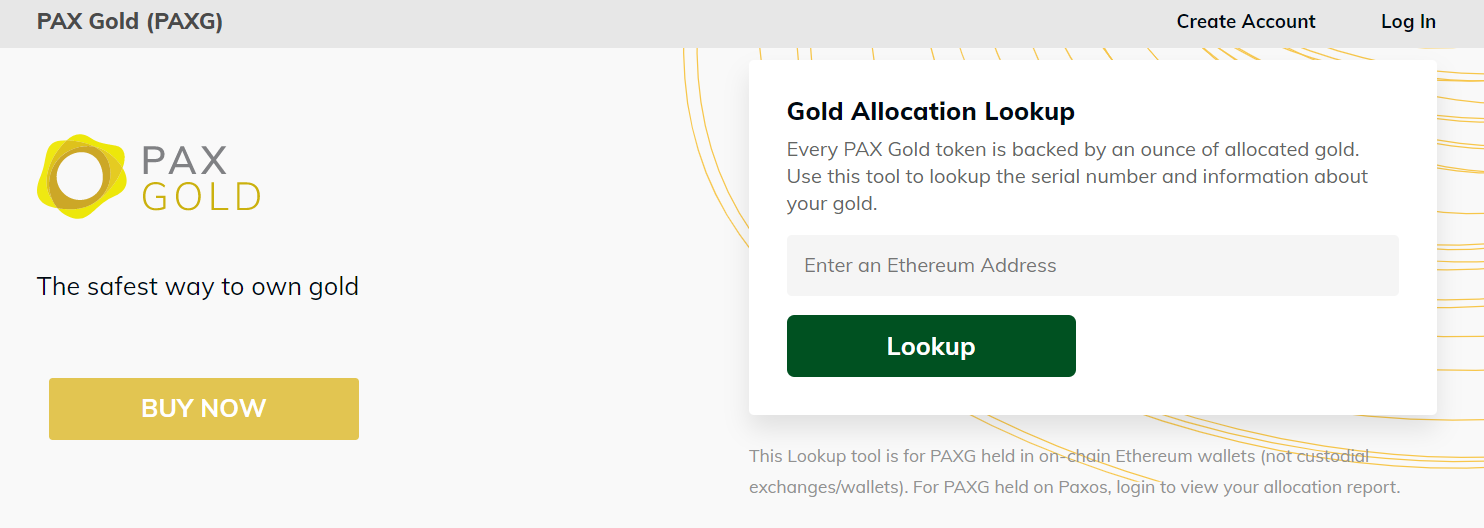 PAX Gold (PAXG)
Create Account
Log In
PAX
GOLD
The safest way to own gold
BUY NOW
Gold Allocation Lookup
Every PAX Gold token is backed by an ounce of allocated gold.
Use this tool to lookup the serial number and information about
your gold.
Enter an Ethereum Address
Lookup
This Lookup tool is for PAXG held in on-chain Ethereum wallets (not custodial
exchanges/wallets). For PAXG held on Paxos, login to view your allocation report.